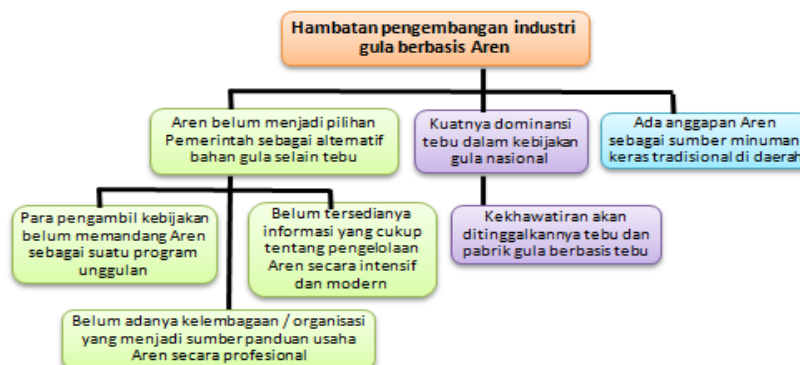 Hambatan pengembangan industri
gula berbasis Aren
Aren belum menjadi pilihan
Pemerintah sebagai alternatif
bahan gula selain tebu
Kuatnya dominansi
tebu dalam kebijakan
gula nasional
Ada anggapan Aren
sebagai sumber minuman
keras tradisional di daerah
Para pengambil kebijakan
belum memandang Aren
sebagai suatu program
unggulan
Belum tersedianya
informasi yang cukup
tentang pengelolaan
Aren secara intensif
dan modern
Kekhawatiran akan
ditinggalkannya tebu dan
pabrik gula berbasis tebu
Belum adanya kelembagaan / organisasi
yang menjadi sumber panduan usaha
Aren secara profesional